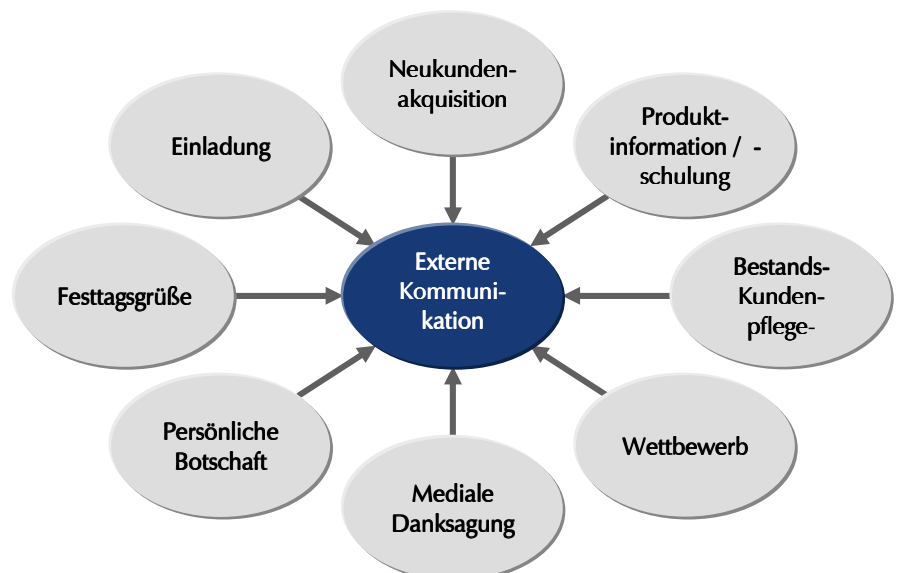 Neukunden-
akquisition
Produkt-
information /  -
schulung
Einladung
Bestands-
Kunden-
pflege-
Externe
Kommuni-
kation
Festtagsgrüße
Persönliche
Botschaft
Wettbewerb
Mediale
Danksagung